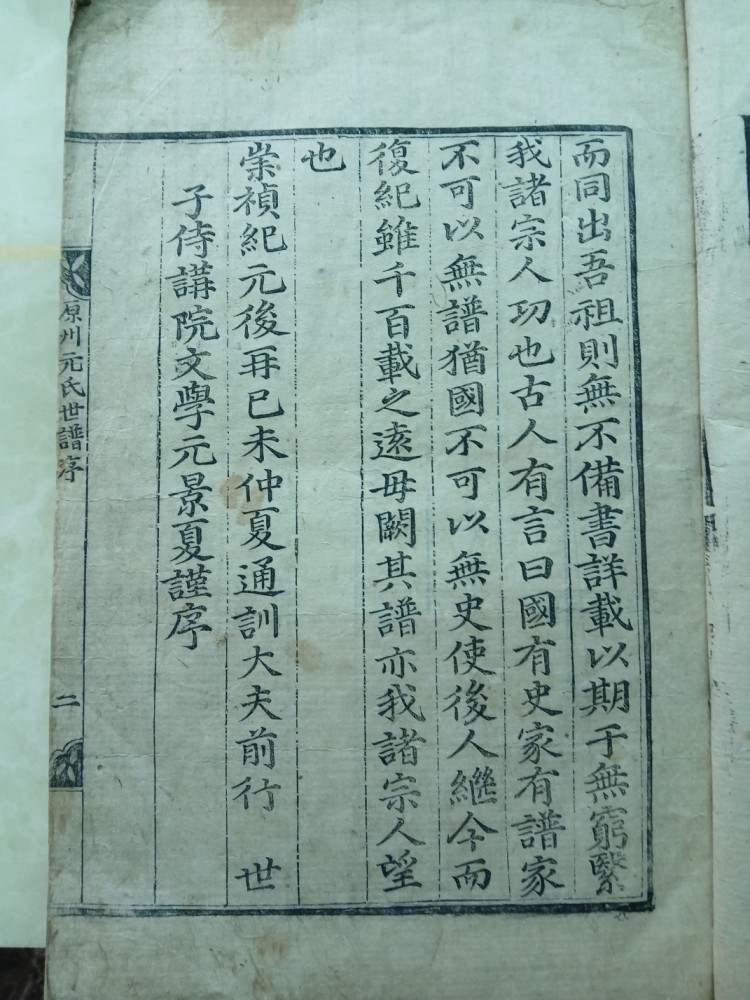 而同出吾祖則無不備書詳載以期于無窮繄
我諸宗人功也古人有言曰國有史家有譜家
不可以無譜猶國不可以無史使後人繼今而
復紀雖千百載之遠毋闕其譜亦我諸宗人望
也
崇禎紀元後再己未仲夏通訓大夫前行 世
子侍講院文學元景夏謹序
原州元氏世譜序
二